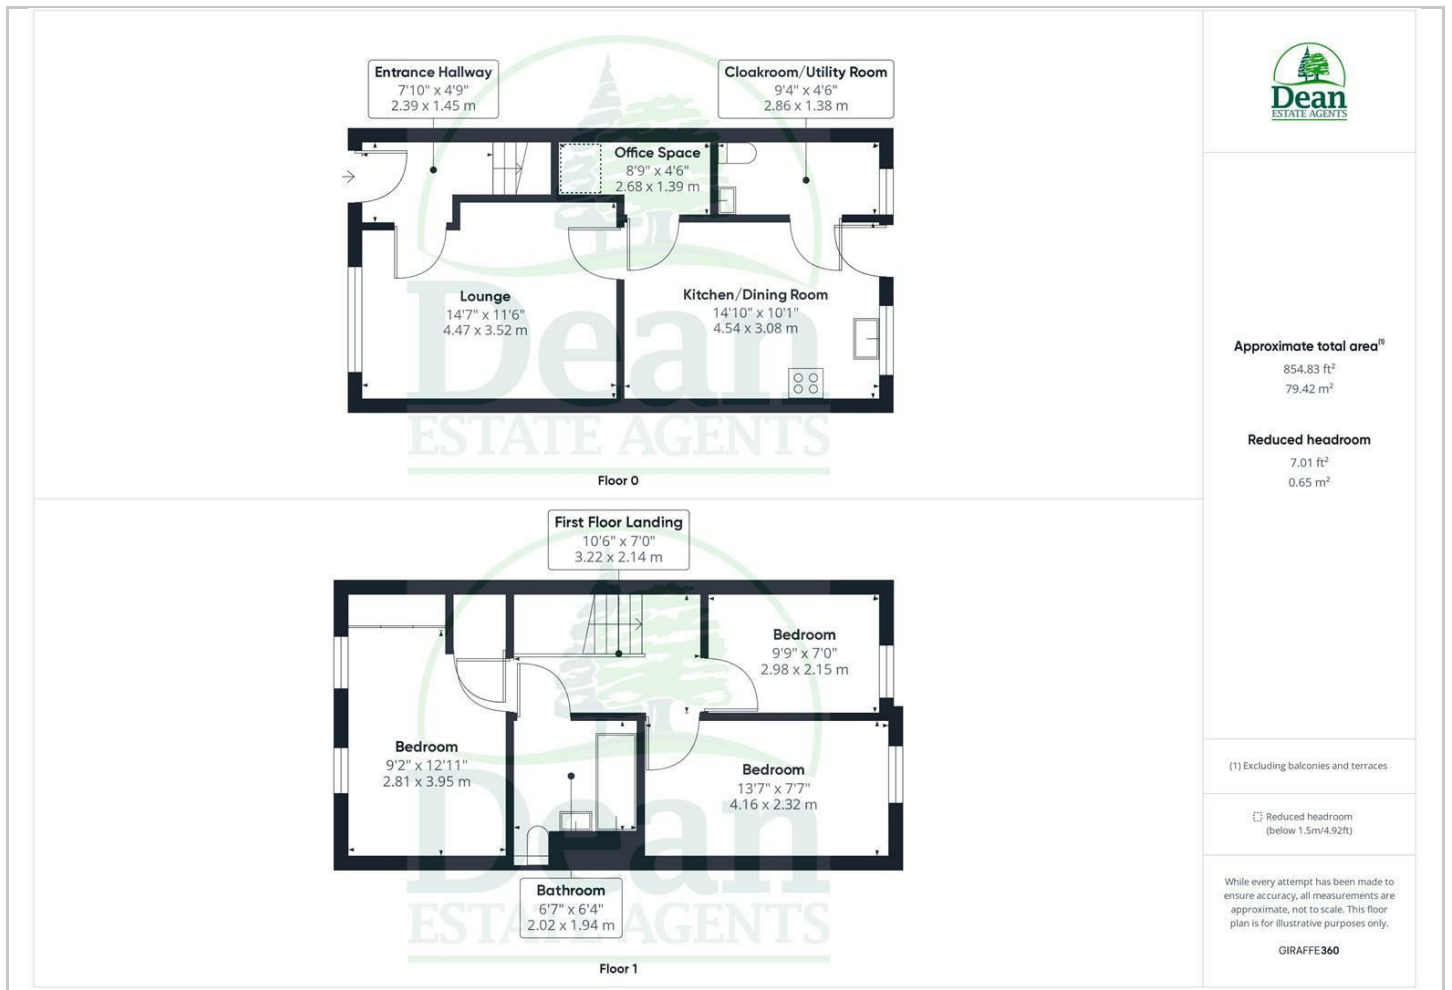 Entrance Hallway
7'10" x 4'9"
2.39 x 1.45 m
Cloakroom/Utility Room
9'4" x 4'6"
2.86 x 1.38 m
Office Space
8'9" x 4'6"
2.68 x 1.39 m
Lounge
14'7" x 11'6"
4.47 x 3.52 m
Kitchen/Dining Room
14'10" x 10'1"
4.54 x 3.08 m
Dean
ESTATE AGENTS
Floor 0
First Floor Landing
10'6" x 7'0"
3.22 x 2.14 m
Bedroom
9'9" x 7'0"
2.98 x 2.15 m
Bedroom
9'2" x 12'11"
2.81 x 3.95 m
Bedroom
13'7" x 7'7"
4.16 x 2.32 m
Bathroom
6'7" x 6'4"
2.02 x 1.94 m
Dean
ESTATE AGENTS
Floor 1
Dean
ESTATE AGENTS
Approximate total area⁽¹⁾
854.83 ft²
79.42 m²
Reduced headroom
7.01 ft²
0.65 m²
(1) Excluding balconies and terraces
Reduced headroom
(below 1.5m/4.92ft)
While every attempt has been made to
ensure accuracy, all measurements are
approximate, not to scale. This floor
plan is for illustrative purposes only.
GIRAFFE360